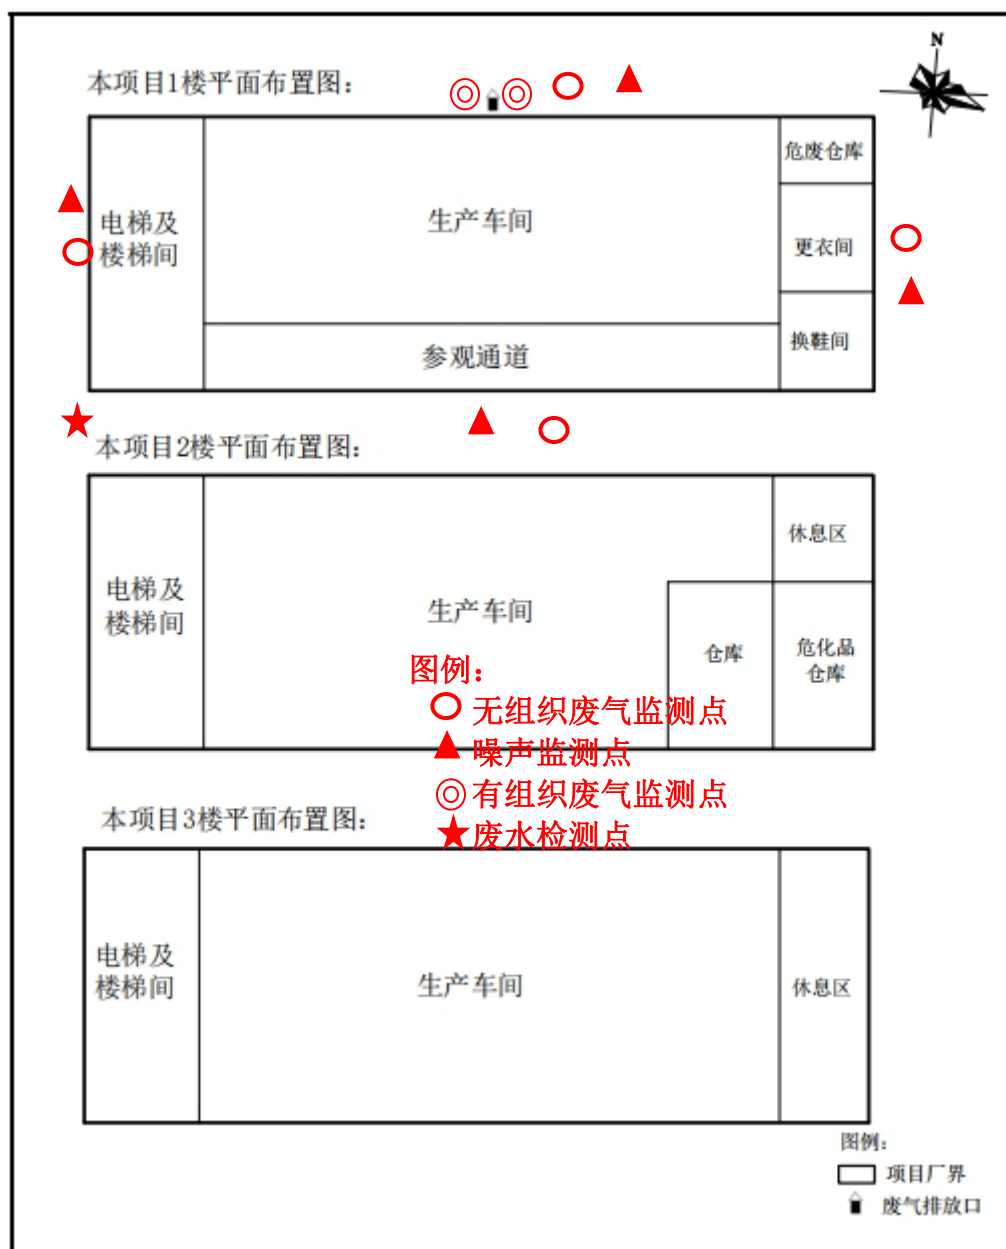 N
本项目1楼平面布置图：
危废仓库
电梯及
楼梯间
生产车间
更衣间
参观通道
换鞋间
本项目2楼平面布置图：
休息区
电梯及
楼梯间
生产车间
仓库
危化品
仓库
图例：
无组织废气监测点
噪声监测点
有组织废气监测点
废水检测点
本项目3楼平面布置图：
电梯及
楼梯间
生产车间
休息区
图例：
项目厂界
废气排放口